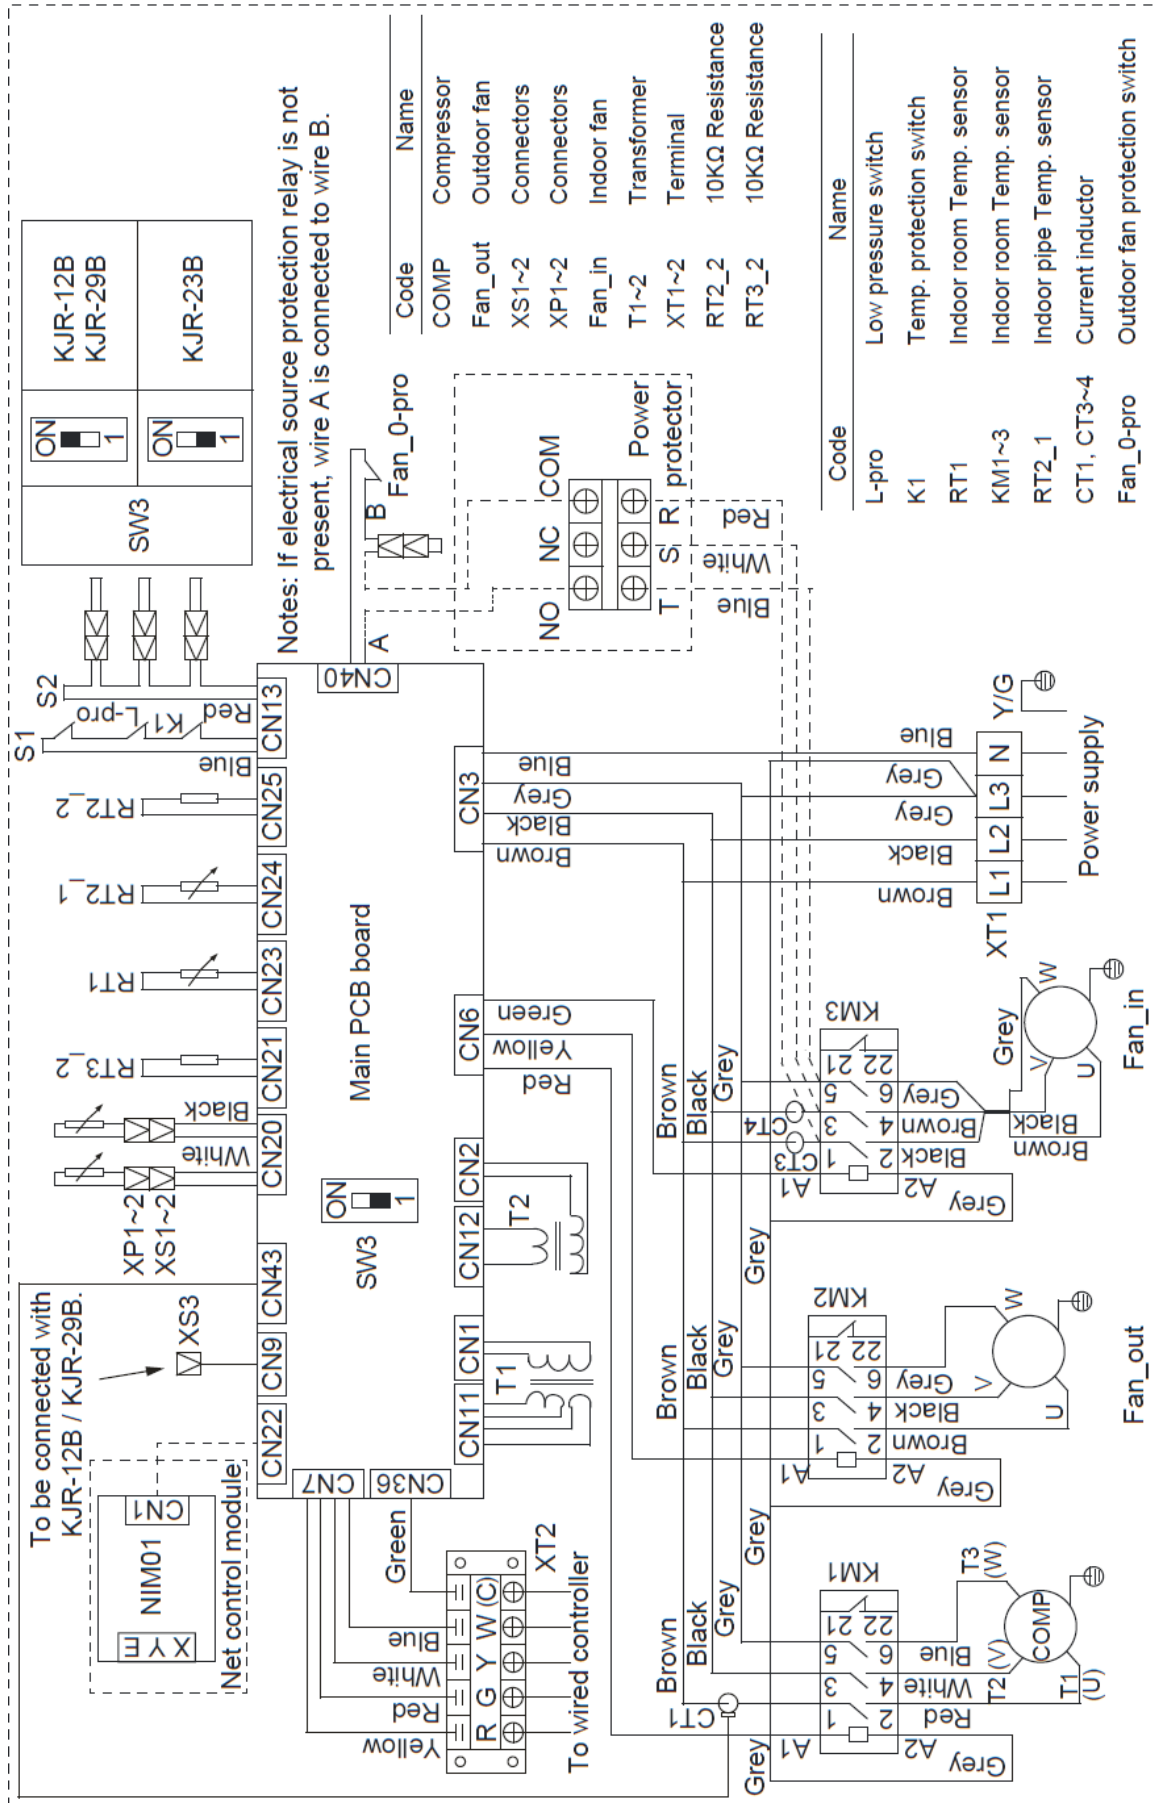 To be connected with
KJR-12B / KJR-29B.
XS3
NIM01
X Y E
CN1
Net control module
CN22
CN9
CN43
XP1~2
XS1~2
White
Black
CN20
RT3_2
CN21
RT1
CN23
RT2_1
CN24
RT2_2
CN25
S1
S2
L-pro
K1
Blue
Red
CN13
SW3
ON
1
KJR-12B
KJR-29B
ON
1
KJR-23B
Notes: If electrical source protection relay is not
present, wire A is connected to wire B.
Main PCB board
SW3
ON
1
CN7
CN36
CN11
CN1
T1
CN12
CN2
T2
CN6
CN3
CN40
A
B
Fan_0-pro
Red
Yellow
Green
Brown
Black
Grey
Blue
Yellow
Red
White
Blue
Green
R G Y W (C)
XT2
To wired controller
NO NC COM
T S R
Power
protector
Blue
White
Red
Code Name
COMP Compressor
Fan_out Outdoor fan
XS1~2 Connectors
XP1~2 Connectors
Fan_in Indoor fan
T1~2 Transformer
XT1~2 Terminal
RT2_2 10KΩ Resistance
RT3_2 10KΩ Resistance
Code Name
L-pro Low pressure switch
K1 Temp. protection switch
RT1 Indoor room Temp. sensor
KM1~3 Indoor room Temp. sensor
RT2_1 Indoor pipe Temp. sensor
CT1, CT3~4 Current inductor
Fan_0-pro Outdoor fan protection switch
CT1
Brown
Black
Grey
Grey
A1 1 3 5 21
A2 2 4 6 22
KM1
Grey
Red
White
Blue
T1
(U)
T2 (V)
T3
(W)
COMP
Brown
Black
Grey
Grey
A1 1 3 5 21
A2 2 4 6 22
KM2
Grey
Brown
Black
Grey
U
V
W
Fan_out
Brown
Black
Grey
Grey
CT3
CT4
A1 1 3 5 21
A2 2 4 6 22
KM3
Grey
Black
Brown
Grey
Brown
Black
Grey
U
V
W
Fan_in
Brown
Black
Grey
Grey
Blue
XT1
L1 L2 L3 N Y/G
Power supply